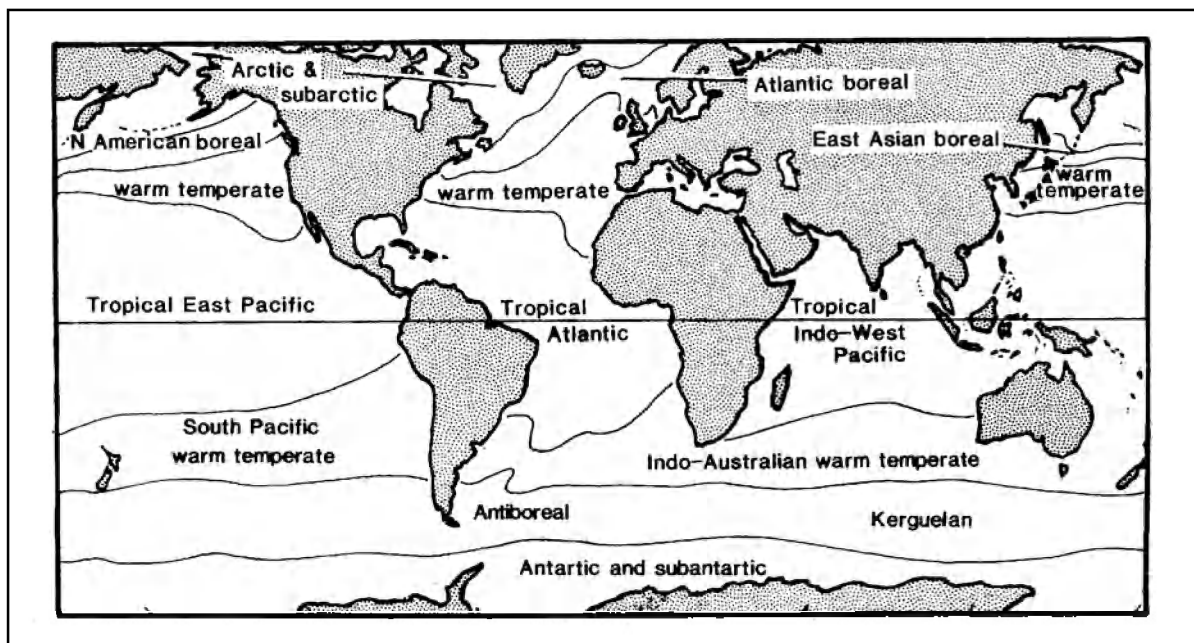 Arctic &
subarctic
Atlantic boreal
N American boreal
East Asian boreal
warm temperate
warm temperate
warm
temperate
Tropical East Pacific
Tropical
Atlantic
Tropical
Indo-West
Pacific
South Pacific
warm temperate
Indo-Australian warm temperate
Antiboreal
Kerguelan
Antartic and subantartic